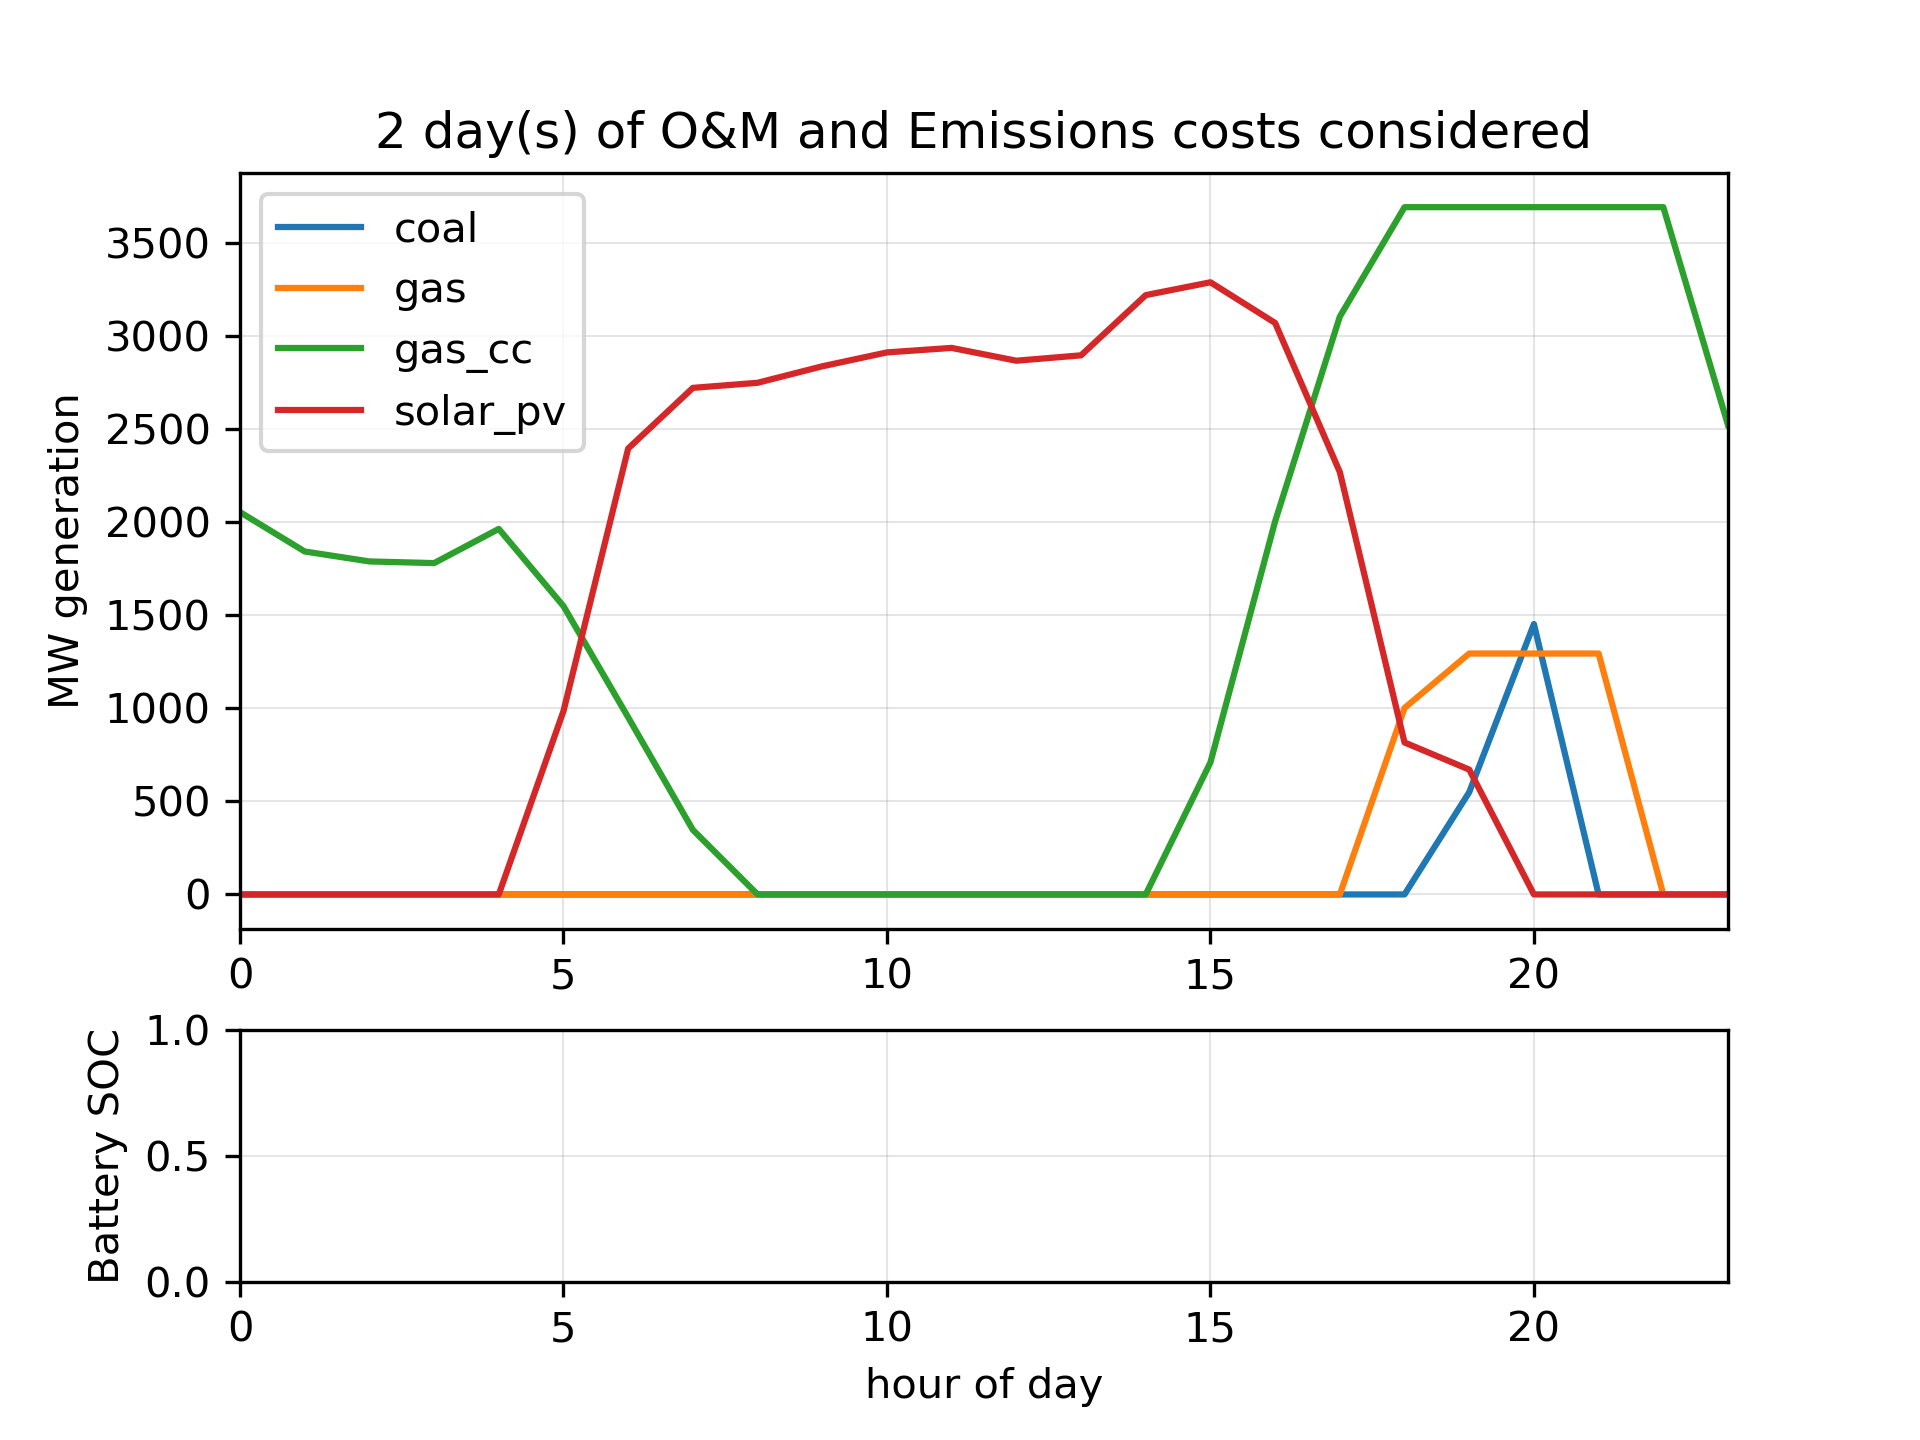 2 day(s) of O&M and Emissions costs considered
coal
gas
gas_cc
solar_pv
MW generation
3500
3000
2500
2000
1500
1000
500
0
0 5 10 15 20
Battery SOC
1.0
0.5
0.0
0 5 10 15 20
hour of day